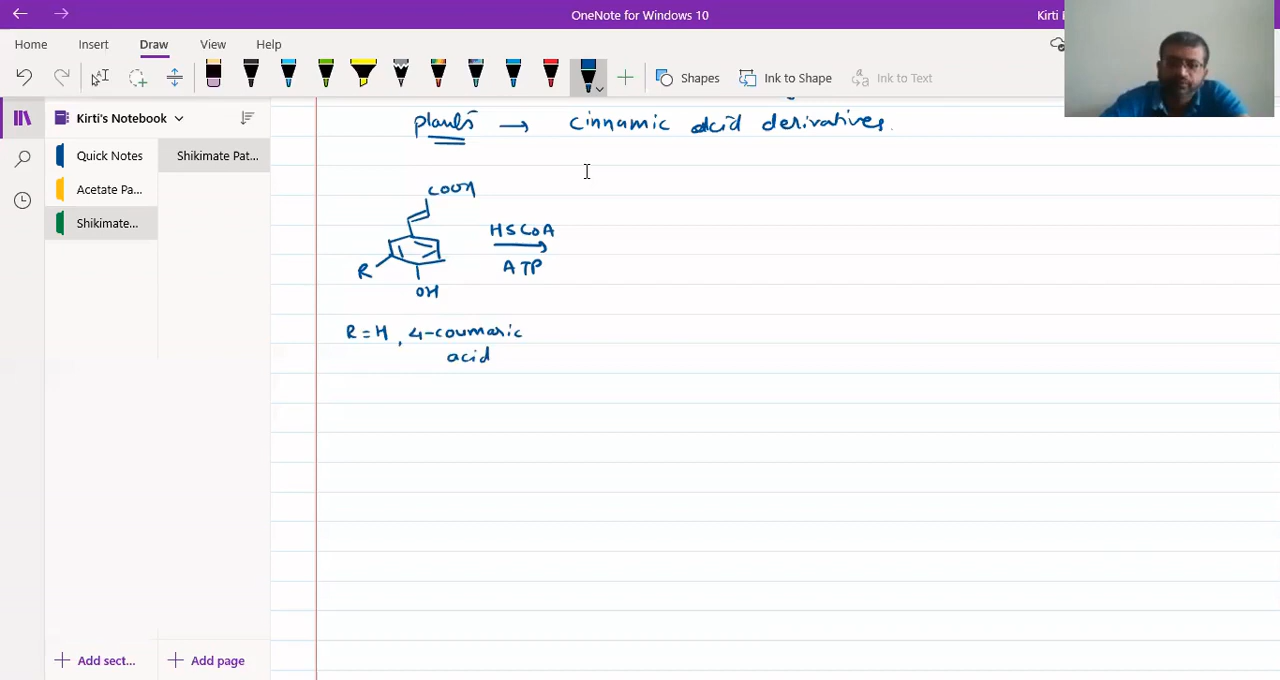 OneNote for Windows 10
Kirti
Home Insert Draw View Help
Shapes Ink to Shape Ink to Text
Kirti's Notebook
Quick Notes
Acetate Pa...
Shikimate...
Shikimate Pat...
plants → cinnamic acid derivatives.
COOH
HSCoA
ATP
R
OH
R = H, 4-coumaric
acid
Add sect...
Add page